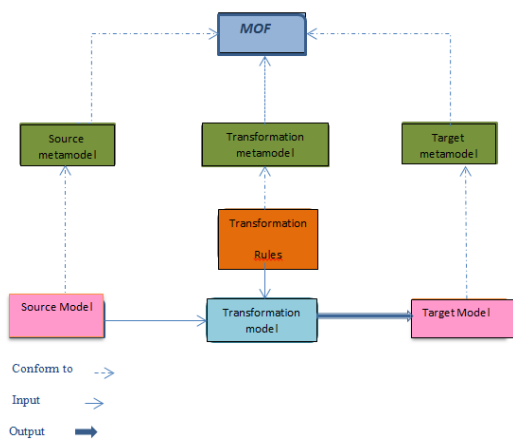 MOF
Source
metamodel
Transformation
metamodel
Target
metamodel
Transformation
Rules
Source Model
Transformation
model
Target Model
Conform to
Input
Output